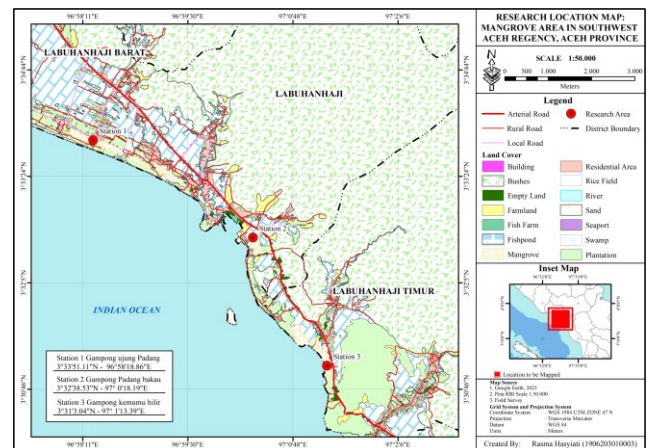 96°58'11"E
96°59'30"E
97°0'48"E
97°2'26"E
LABUHANHAJI BARAT
LABUHANHAJI
Station 1
Station 2
LABUHANHAJI TIMUR
INDIAN OCEAN
Station 3
Station 1 Gampong ujung Padang
3°33'51.11"N - 96°58'18.86"E
Station 2 Gampong Padang bakau
3°32'38.53"N - 97° 0'18.19"E
Station 3 Gampong kemumu hilir
3°31'3.04"N - 97° 1'13.39"E
3°34'44"N
3°33'24"N
3°32'5"N
3°30'46"N
96°58'11"E
96°59'30"E
97°0'48"E
97°2'26"E
RESEARCH LOCATION MAP:
MANGROVE AREA IN SOUTHWEST
ACEH REGENCY, ACEH PROVINCE
N
SCALE 1:50.000
0 500 1.000 2.000 3.000
Meters
Legend
Arterial Road
Research Area
Rural Road
District Boundary
Local Road
Land Cover
Building
Residential Area
Bushes
Rice Field
Empty Land
River
Farmland
Sand
Fish Farm
Seaport
Fishpond
Swamp
Mangrove
Plantation
Inset Map
Location to be Mapped
Map Source
1. Google Earth, 2023
2. Peta RBI Scale 1:50.000
3. Field Survey
Grid System and Projection System
Coordinate System : WGS 1984 UTM ZONE 47 N
Projection : Transverse Mercator
Datum : WGS 84
Units : Meters
Created By: Rasma Hasyiati (1906203010003)